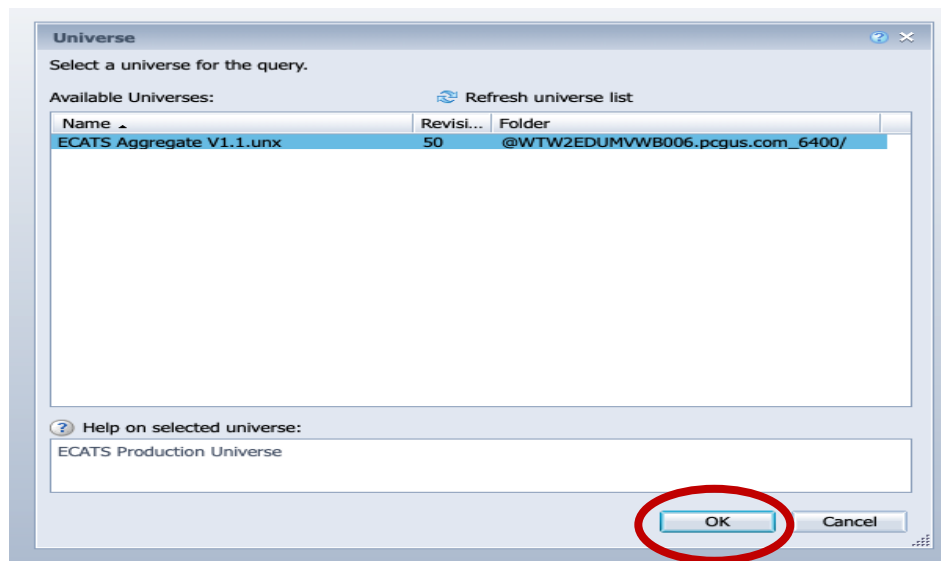 Universe
Select a universe for the query.
Available Universes: Refresh universe list
Name Revisi... Folder
ECATS Aggregate V1.1.unx 50 @WTW2EDUMVWB006.pcgus.com_6400/
Help on selected universe:
ECATS Production Universe
OK Cancel